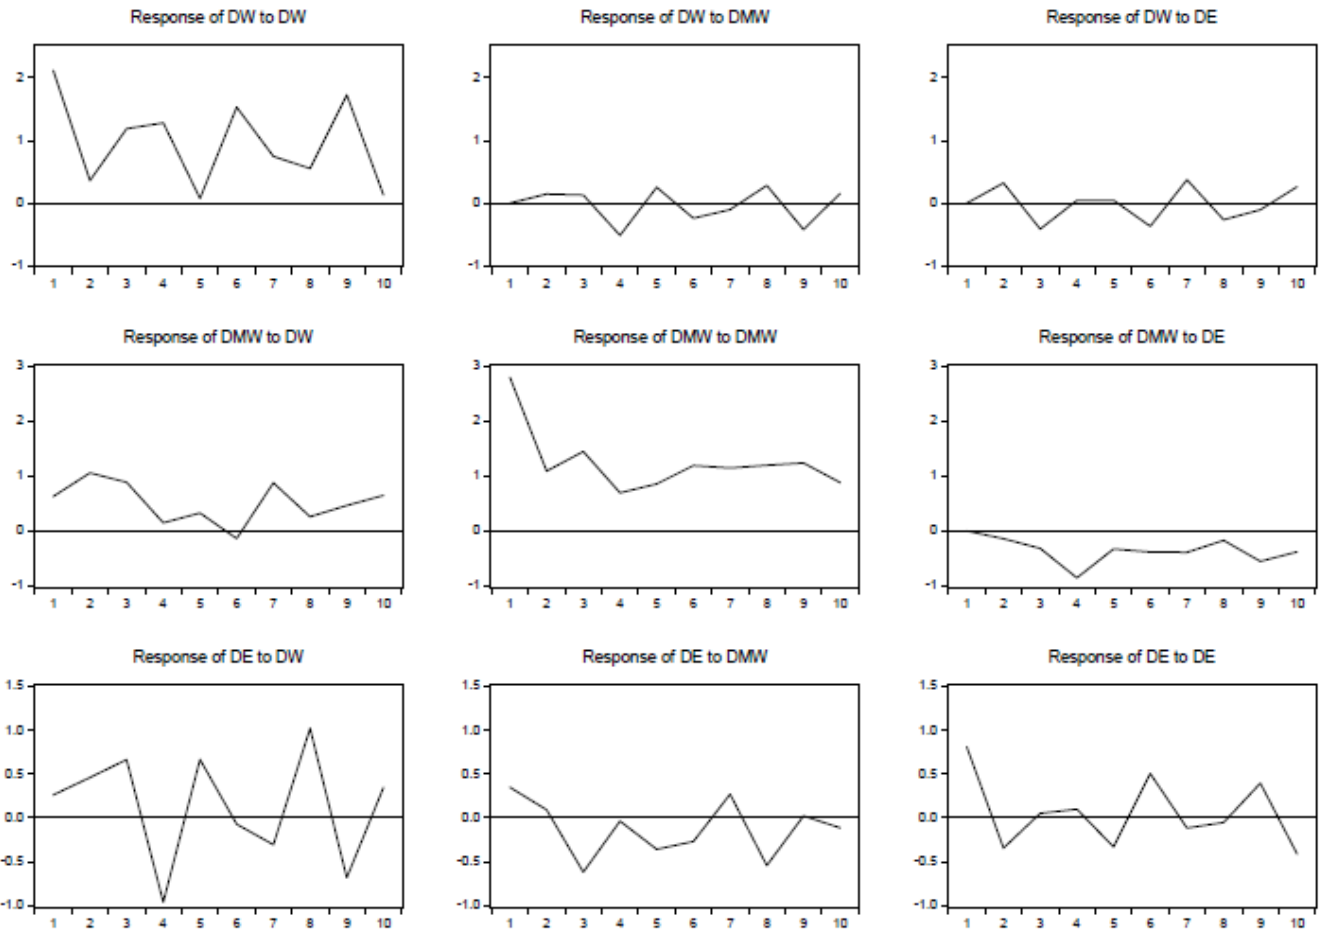 Response of DW to DW
Response of DW to DMW
Response of DW to DE
2
1
0
-1
1 2 3 4 5 6 7 8 9 10
2
1
0
-1
1 2 3 4 5 6 7 8 9 10
2
1
0
-1
1 2 3 4 5 6 7 8 9 10
Response of DMW to DW
Response of DMW to DMW
Response of DMW to DE
3
2
1
0
-1
1 2 3 4 5 6 7 8 9 10
3
2
1
0
-1
1 2 3 4 5 6 7 8 9 10
3
2
1
0
-1
1 2 3 4 5 6 7 8 9 10
Response of DE to DW
Response of DE to DMW
Response of DE to DE
1.5
1.0
0.5
0.0
-0.5
-1.0
1 2 3 4 5 6 7 8 9 10
1.5
1.0
0.5
0.0
-0.5
-1.0
1 2 3 4 5 6 7 8 9 10
1.5
1.0
0.5
0.0
-0.5
-1.0
1 2 3 4 5 6 7 8 9 10